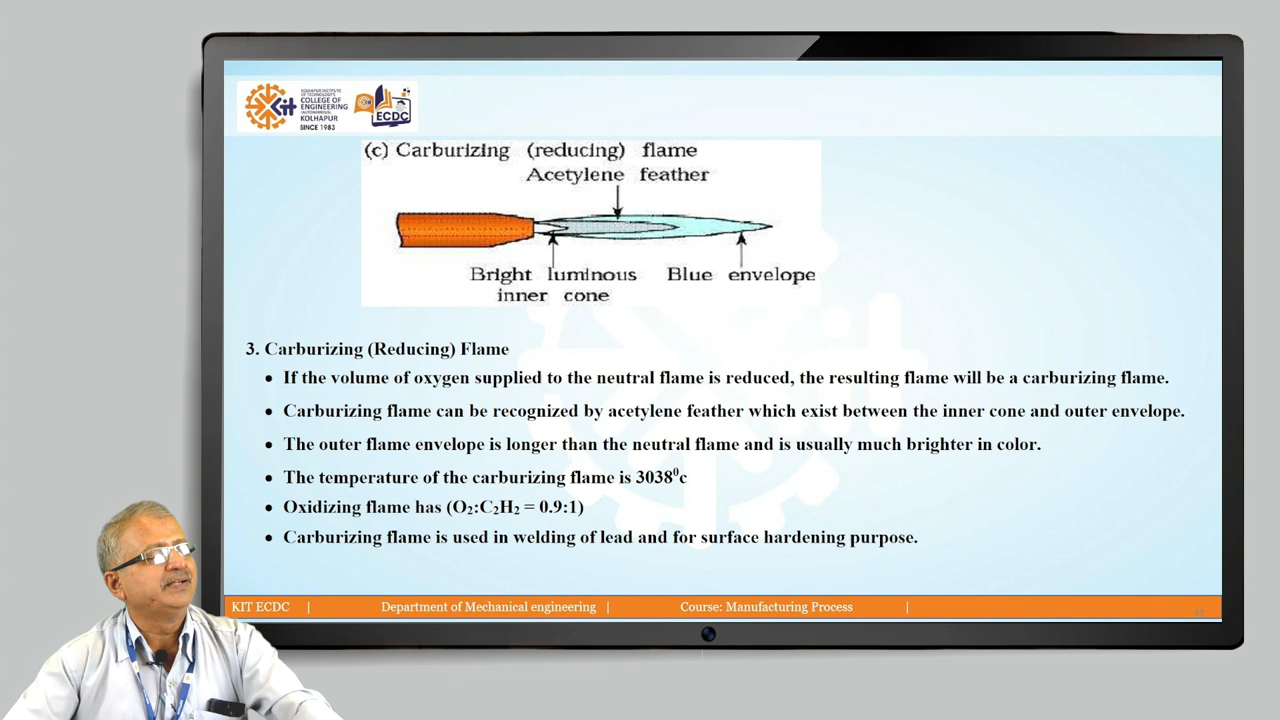 KOLHAPUR INSTITUTE
OF TECHNOLOGY'S
COLLEGE OF
ENGINEERING
(AUTONOMOUS)
KOLHAPUR
SINCE 1983
Kit
ECDC
(c) Carburizing (reducing) flame
Acetylene feather
Bright luminous
inner cone
Blue envelope
3. Carburizing (Reducing) Flame
• If the volume of oxygen supplied to the neutral flame is reduced, the resulting flame will be a carburizing flame.
• Carburizing flame can be recognized by acetylene feather which exist between the inner cone and outer envelope.
• The outer flame envelope is longer than the neutral flame and is usually much brighter in color.
• The temperature of the carburizing flame is 3038⁰c
• Oxidizing flame has (O₂:C₂H₂ = 0.9:1)
• Carburizing flame is used in welding of lead and for surface hardening purpose.
KIT ECDC | Department of Mechanical engineering | Course: Manufacturing Process |